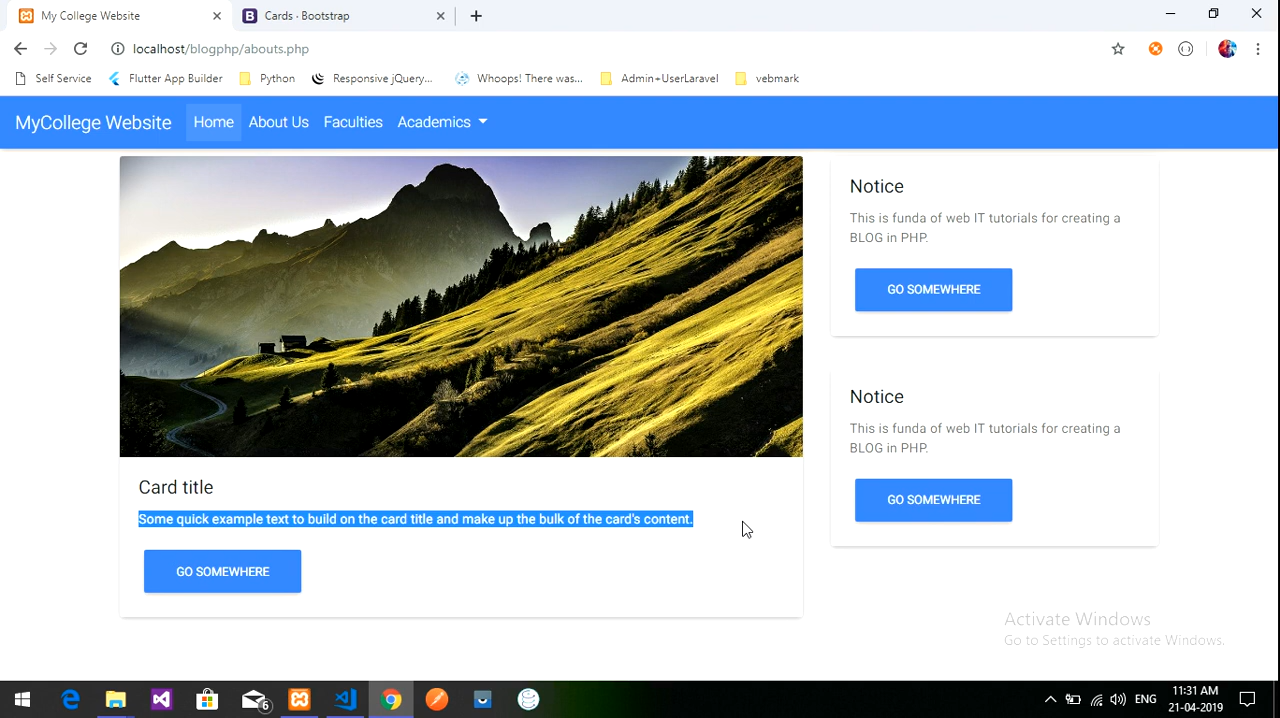 My College Website
Cards · Bootstrap
localhost/blogphp/abouts.php
Self Service
Flutter App Builder
Python
Responsive jQuery...
Whoops! There was...
Admin+UserLaravel
vebmark
MyCollege Website
Home
About Us
Faculties
Academics
Notice
This is funda of web IT tutorials for creating a
BLOG in PHP.
GO SOMEWHERE
Notice
This is funda of web IT tutorials for creating a
BLOG in PHP.
GO SOMEWHERE
Card title
Some quick example text to build on the card title and make up the bulk of the card's content.
GO SOMEWHERE
Activate Windows
Go to Settings to activate Windows.
6
ENG
11:31 AM
21-04-2019